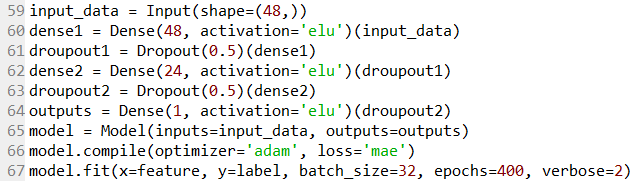 59 input_data = Input(shape=(48,))
60 dense1 = Dense(48, activation='elu')(input_data)
61 droupout1 = Dropout(0.5)(dense1)
62 dense2 = Dense(24, activation='elu')(droupout1)
63 droupout2 = Dropout(0.5)(dense2)
64 outputs = Dense(1, activation='elu')(droupout2)
65 model = Model(inputs=input_data, outputs=outputs)
66 model.compile(optimizer='adam', loss='mae')
67 model.fit(x=feature, y=label, batch_size=32, epochs=400, verbose=2)